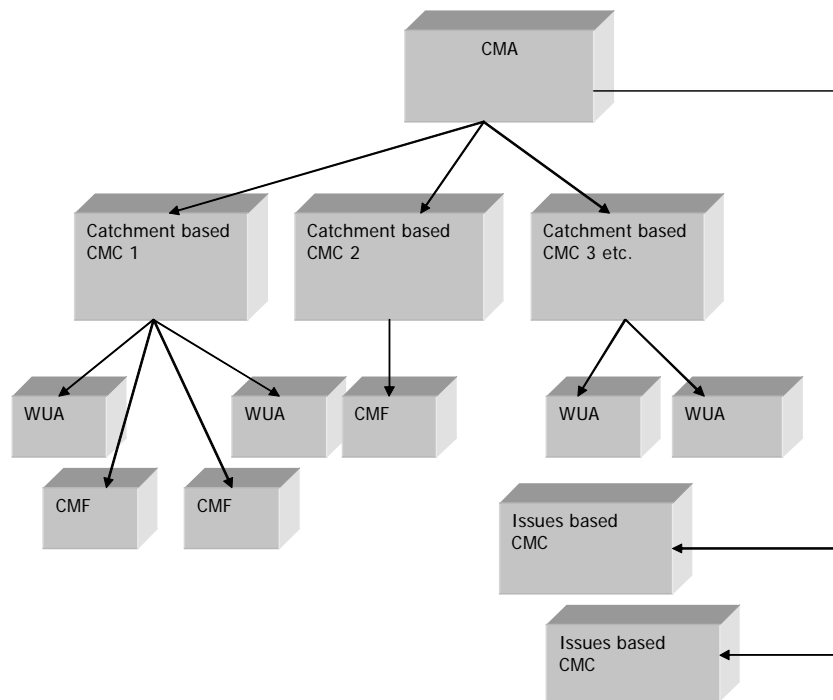 CMA
Catchment based
CMC 1
Catchment based
CMC 2
Catchment based
CMC 3 etc.
WUA
WUA
CMF
WUA
WUA
CMF
CMF
Issues based
CMC
Issues based
CMC